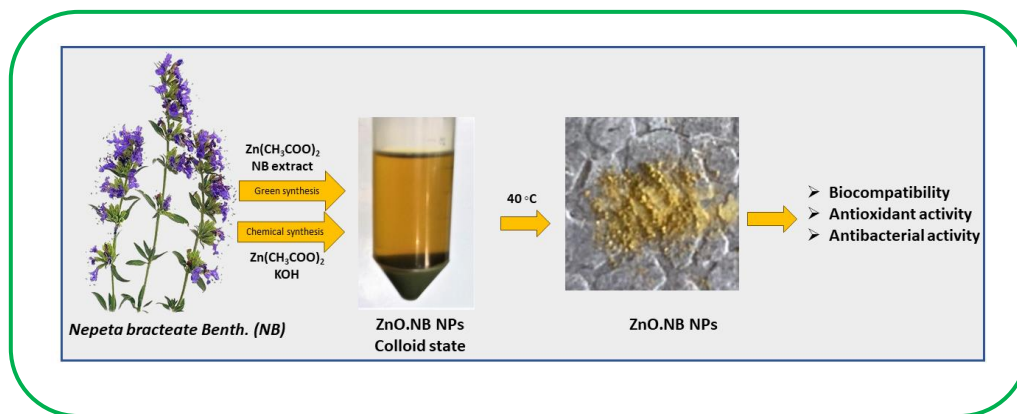 Zn(CH₃COO)₂
NB extract
Green synthesis
Chemical synthesis
Zn(CH₃COO)₂
KOH
Nepeta bracteate Benth. (NB)
ZnO.NB NPs
Colloid state
40 ◦C
ZnO.NB NPs
➢ Biocompatibility
➢ Antioxidant activity
➢ Antibacterial activity